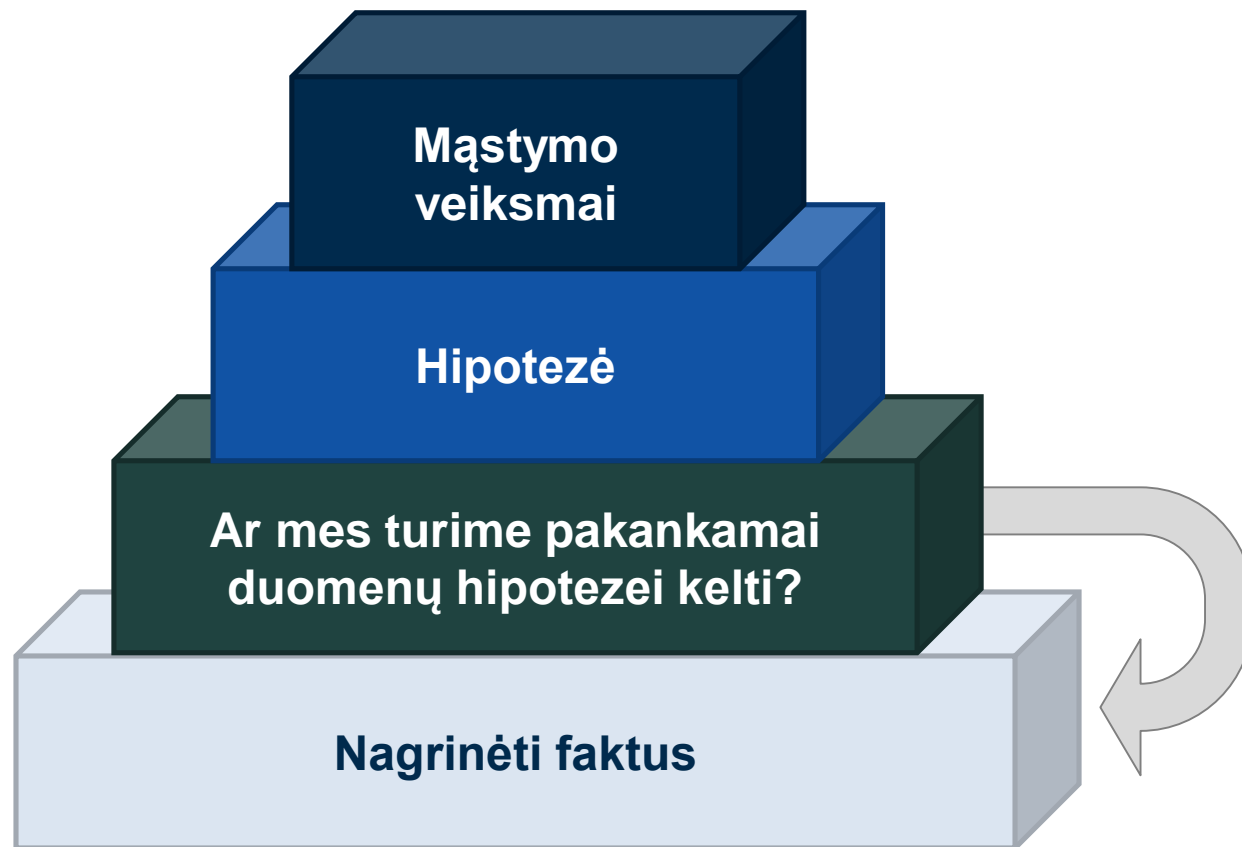 Mąstymo
veiksmai
Hipotezė
Ar mes turime pakankamai
duomenų hipotezei kelti?
Nagrinėti faktus